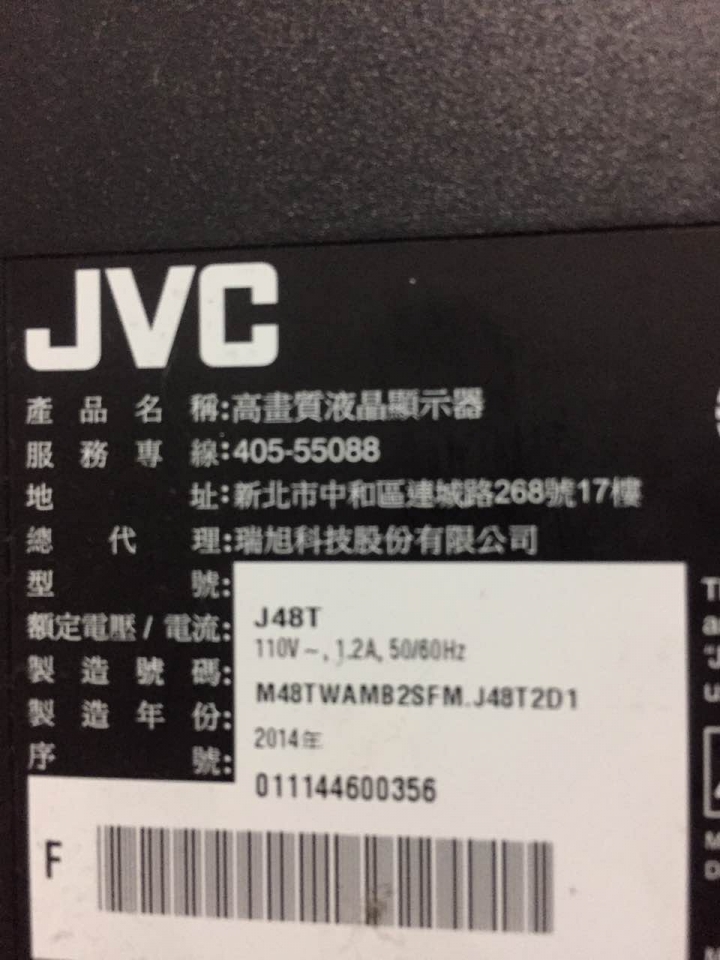 JVC
產品名稱:高畫質液晶顯示器
服務專線:405-55088
地址:新北市中和區連城路268號17樓
總代理:瑞旭科技股份有限公司
型號: J48T
額定電壓/電流: 110V~, 1.2A, 50/60Hz
製造號碼: M48TWAMB2SFM.J48T2D1
製造年份: 2014年
序號: 011144600356
F